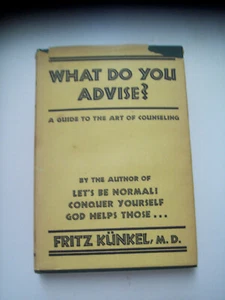 WHAT DO YOU
ADVISE?
A GUIDE TO THE ART OF COUNSELING
BY THE AUTHOR OF
LET'S BE NORMAL!
CONQUER YOURSELF
GOD HELPS THOSE...
FRITZ KÜNKEL, M.D.